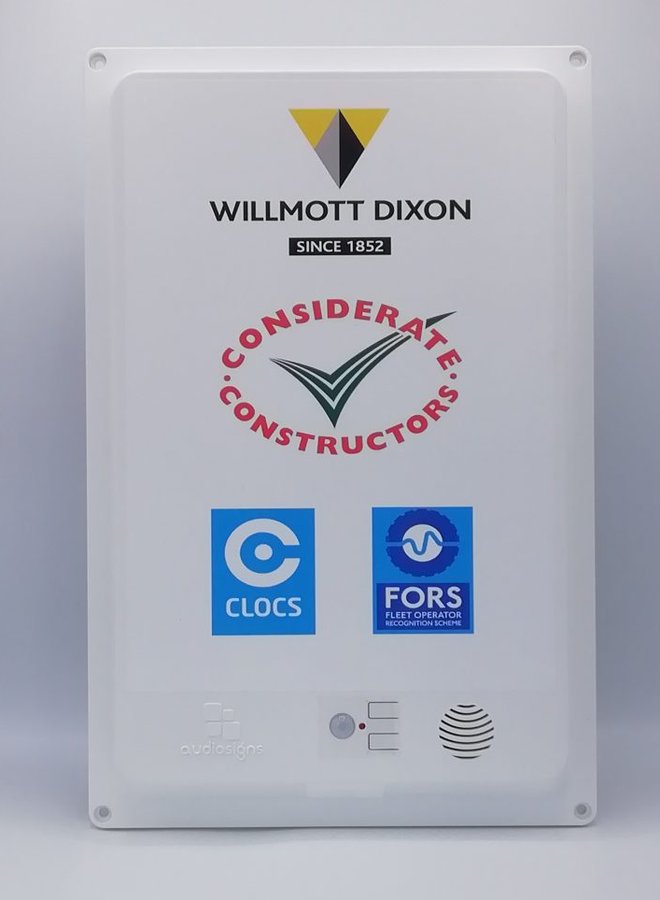 WILLMOTT DIXON
SINCE 1852
CONSIDERATE
CONSTRUCTORS
CLOCS
FORS
FLEET OPERATOR
RECOGNITION SCHEME
audiosigns